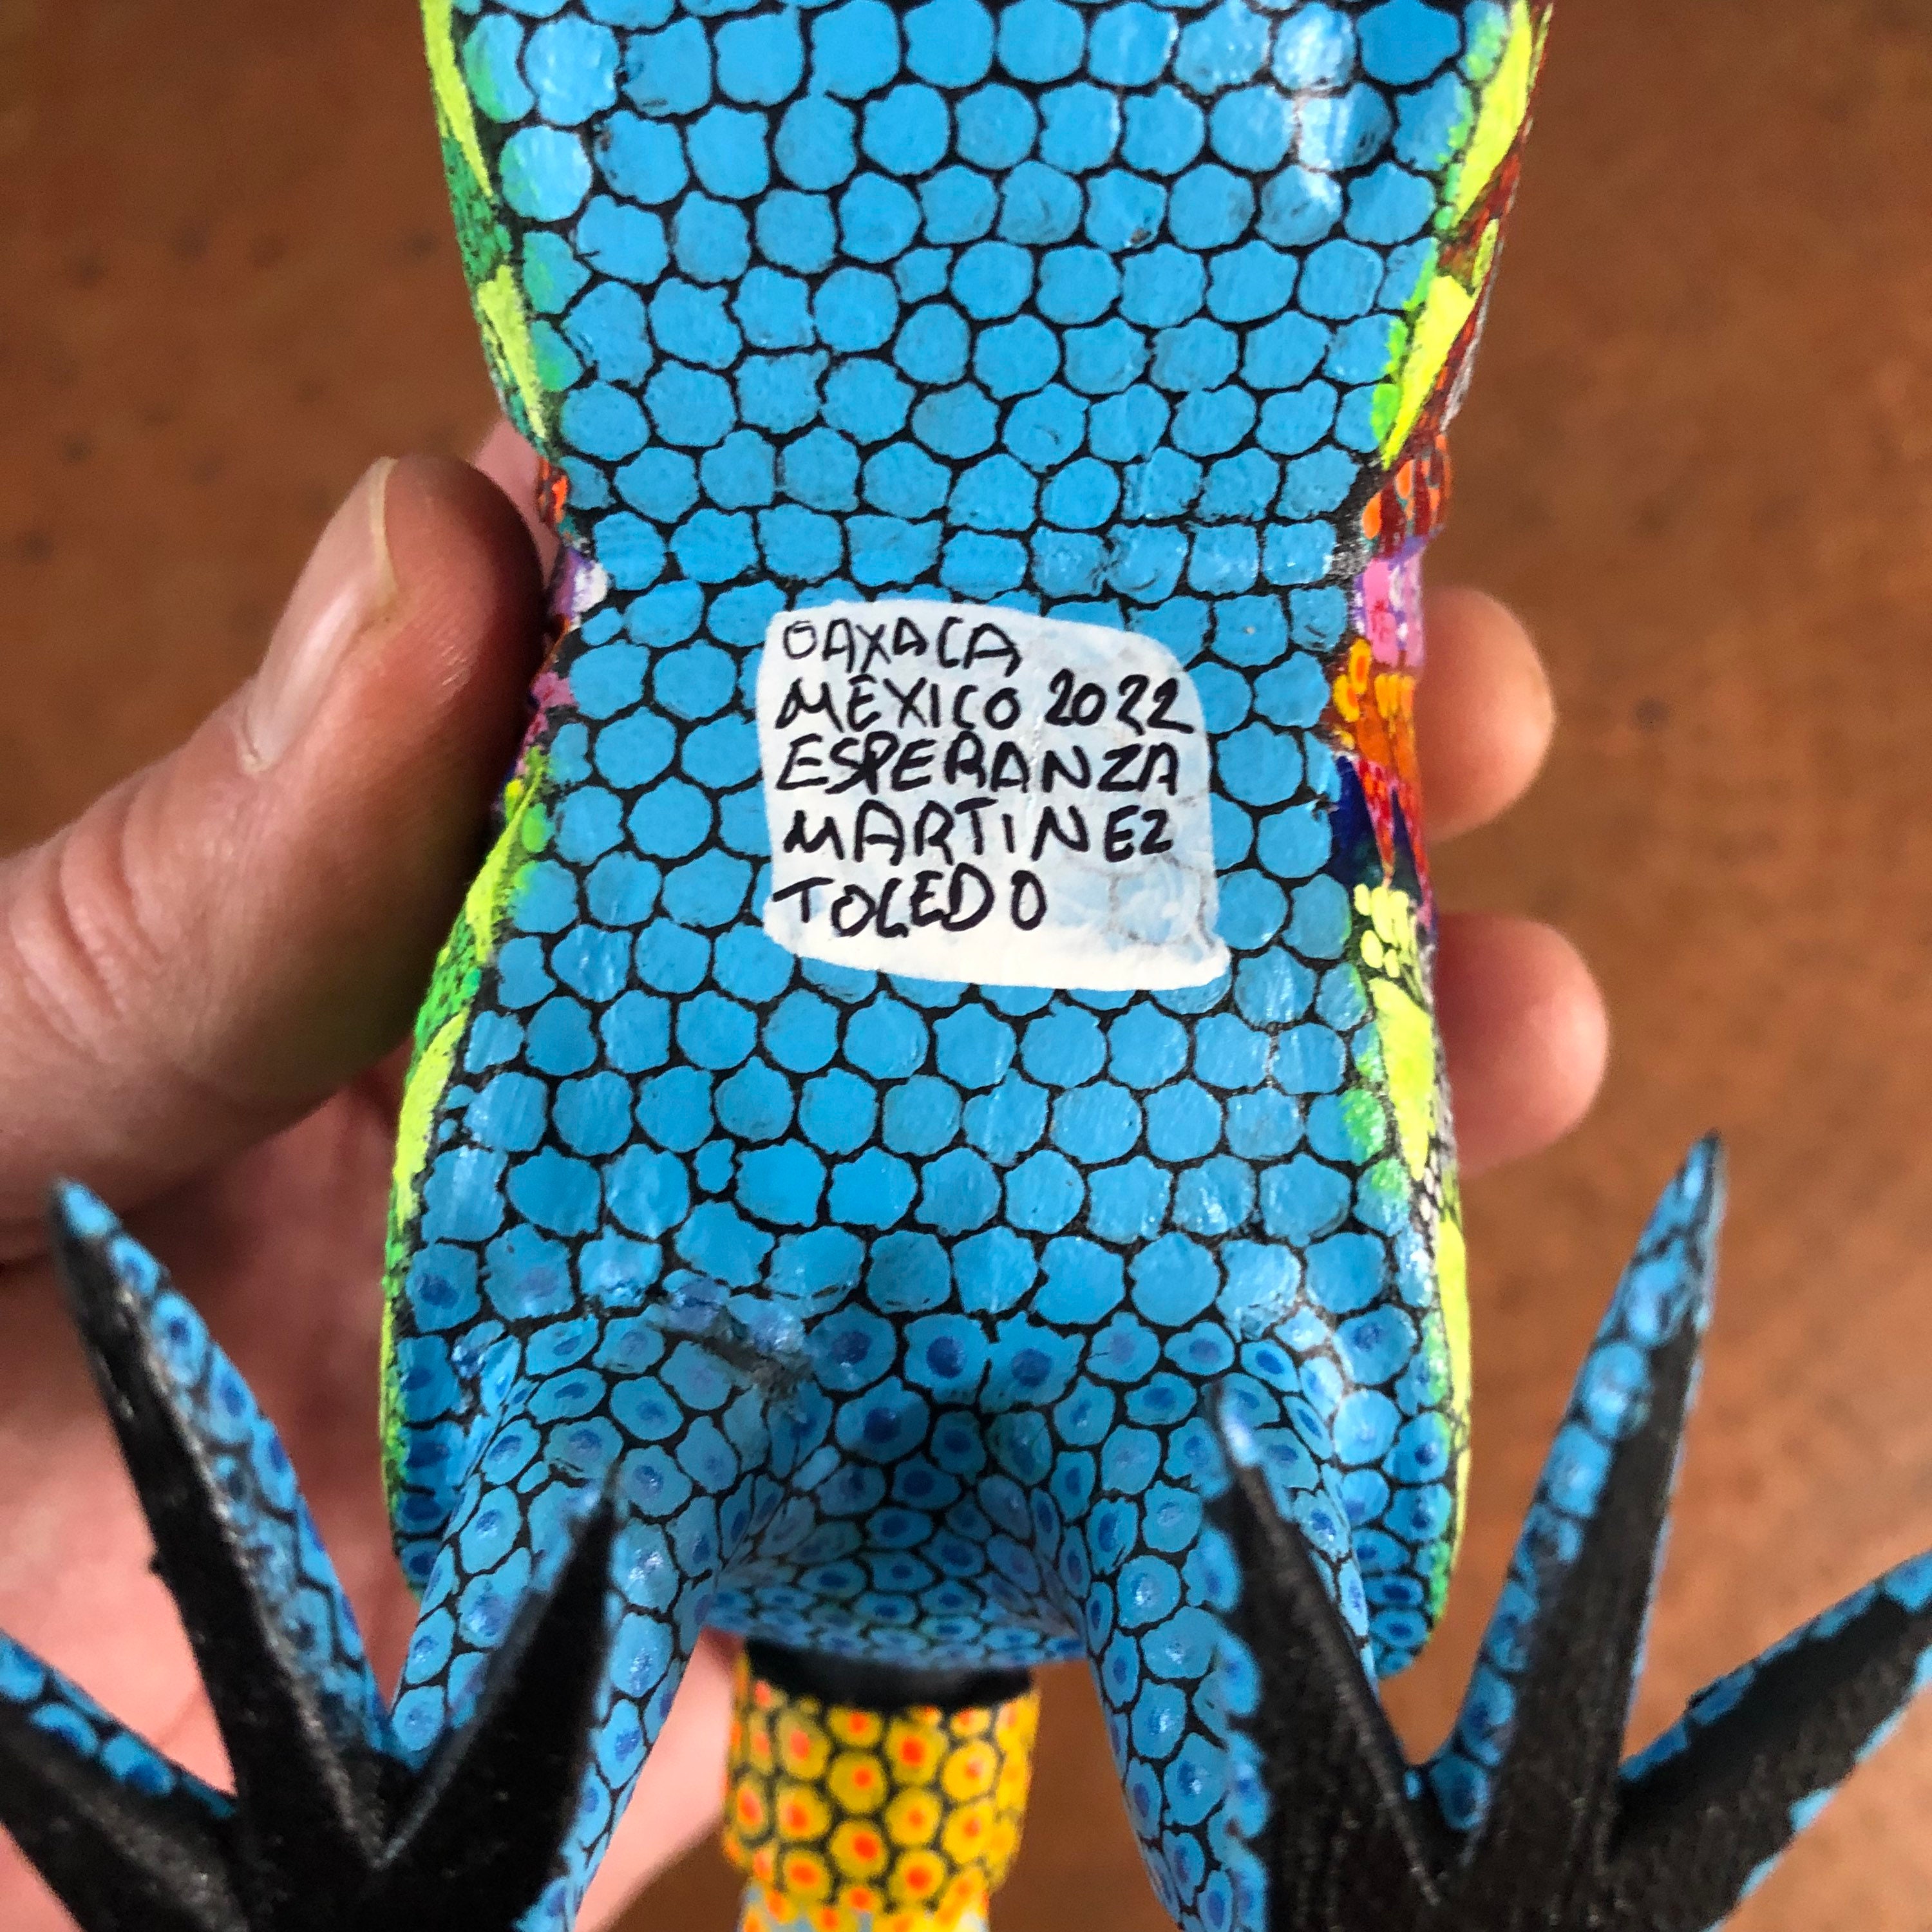 OAXACA
MEXICO 2022
ESPERANZA
MARTINEZ
TOLEDO